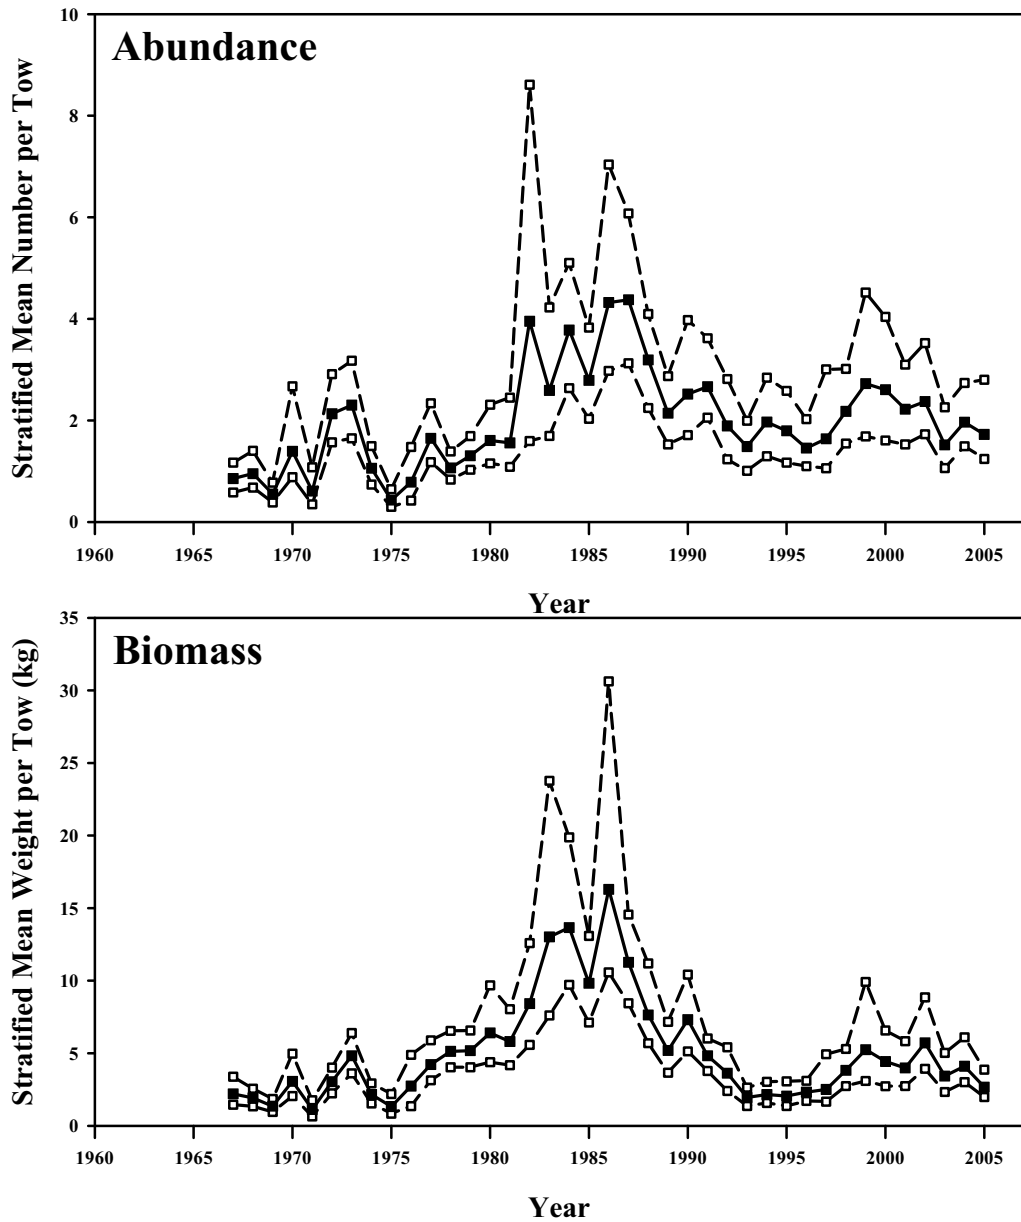 Abundance
Stratified Mean Number per Tow
10
8
6
4
2
0
1960 1965 1970 1975 1980 1985 1990 1995 2000 2005
Year
Biomass
Stratified Mean Weight per Tow (kg)
35
30
25
20
15
10
5
0
1960 1965 1970 1975 1980 1985 1990 1995 2000 2005
Year